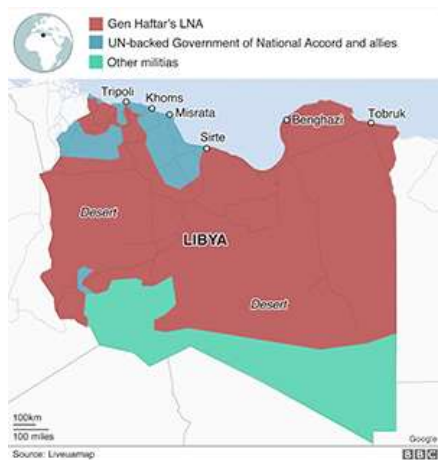 Gen Haftar's LNA
UN-backed Government of National Accord and allies
Other militias
Tripoli
Khoms
Misrata
Sirte
Benghazi
Tobruk
Desert
LIBYA
Desert
100km
100 miles
Google
Source: Liveuamap
BBC